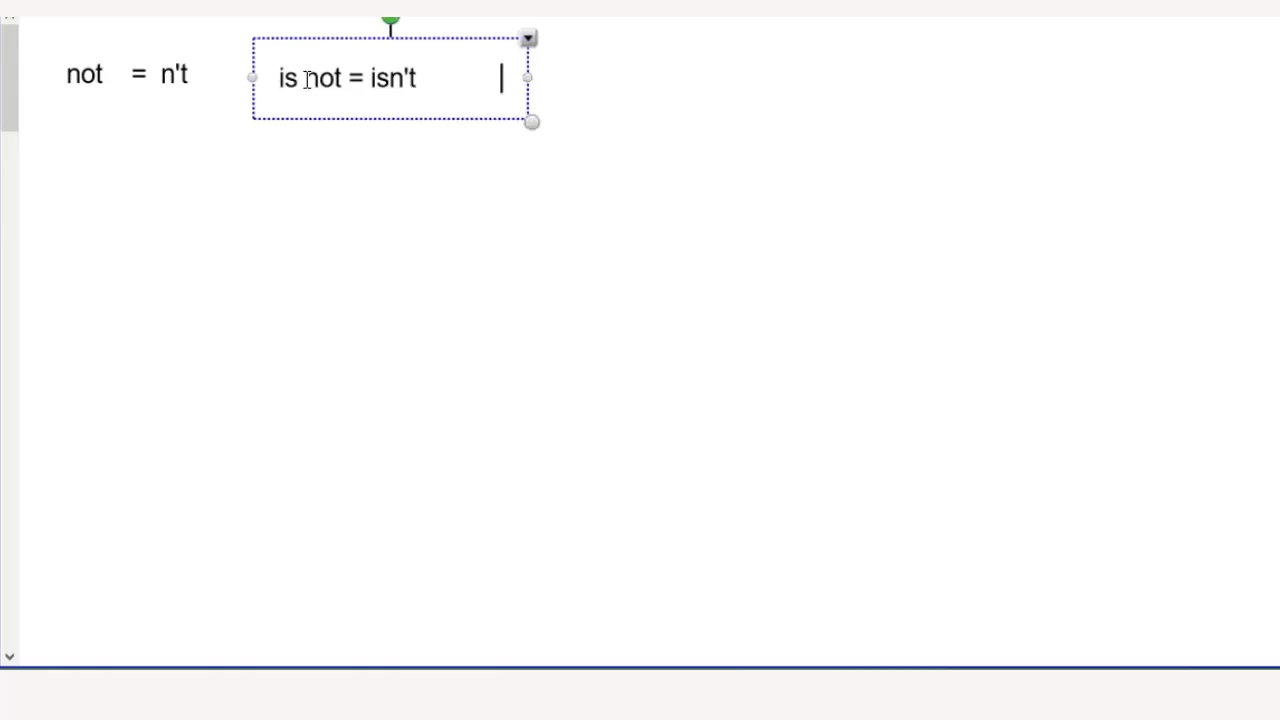 not = n't
is not = isn't